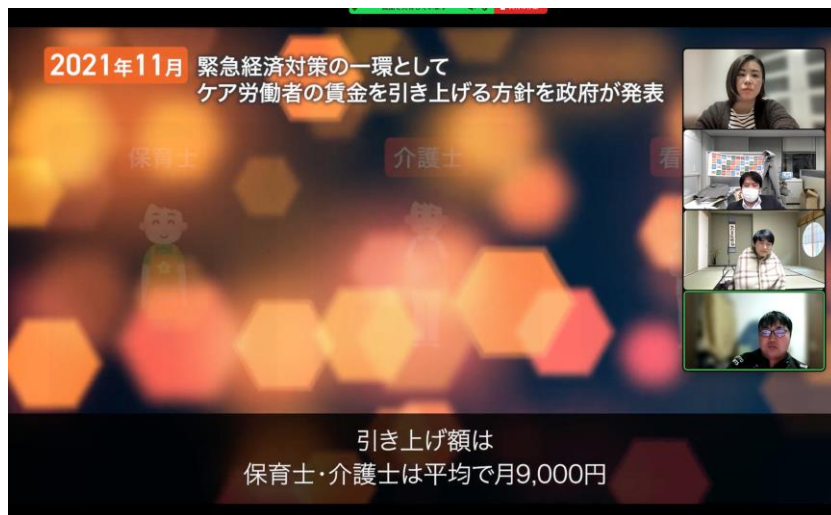 2021年11月
緊急経済対策の一環として
ケア労働者の賃金を引き上げる方針を政府が発表
保育士
介護士
看
引き上げ額は
保育士・介護士は平均で月9,000円